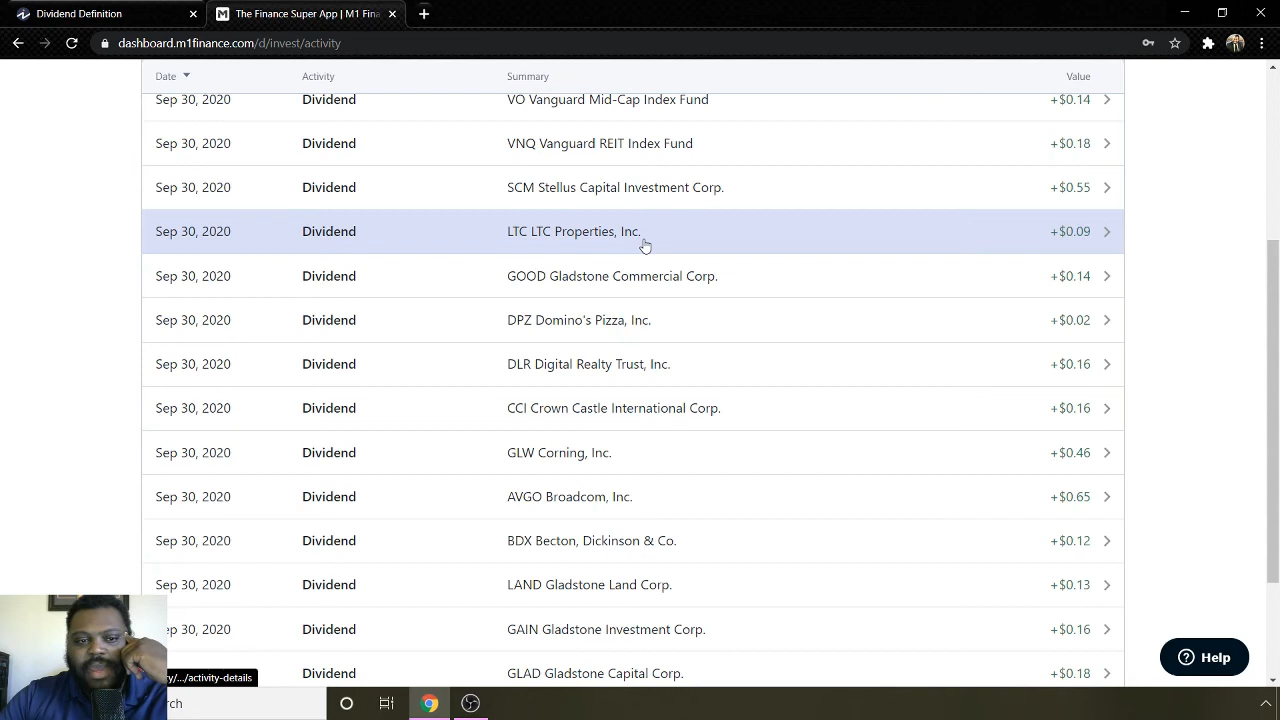 Dividend Definition
The Finance Super App | M1 Fina
dashboard.m1finance.com/d/invest/activity
Date Activity Summary Value
Sep 30, 2020 Dividend VO Vanguard Mid-Cap Index Fund +$0.14
Sep 30, 2020 Dividend VNQ Vanguard REIT Index Fund +$0.18
Sep 30, 2020 Dividend SCM Stellus Capital Investment Corp. +$0.55
Sep 30, 2020 Dividend LTC LTC Properties, Inc. +$0.09
Sep 30, 2020 Dividend GOOD Gladstone Commercial Corp. +$0.14
Sep 30, 2020 Dividend DPZ Domino's Pizza, Inc. +$0.02
Sep 30, 2020 Dividend DLR Digital Realty Trust, Inc. +$0.16
Sep 30, 2020 Dividend CCI Crown Castle International Corp. +$0.16
Sep 30, 2020 Dividend GLW Corning, Inc. +$0.46
Sep 30, 2020 Dividend AVGO Broadcom, Inc. +$0.65
Sep 30, 2020 Dividend BDX Becton, Dickinson & Co. +$0.12
Sep 30, 2020 Dividend LAND Gladstone Land Corp. +$0.13
30, 2020 Dividend GAIN Gladstone Investment Corp. +$0.16
Help
30, 2020 Dividend GLAD Gladstone Capital Corp. +$0.18
y/.../activity-details
rch